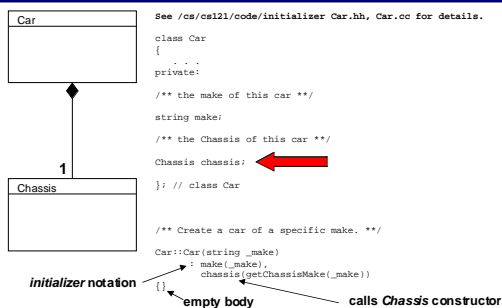 Car
See /cs/cs121/code/initializer Car.hh, Car.cc for details.
class Car
{
. . .
private:
/** the make of this car **/
string make;
/** the Chassis of this car **/
Chassis chassis;
}; // class Car
1
Chassis
/** Create a car of a specific make. **/
Car::Car(string _make)
: make(_make),
chassis(getChassisMake(_make))
{}
initializer notation
empty body
calls Chassis constructor